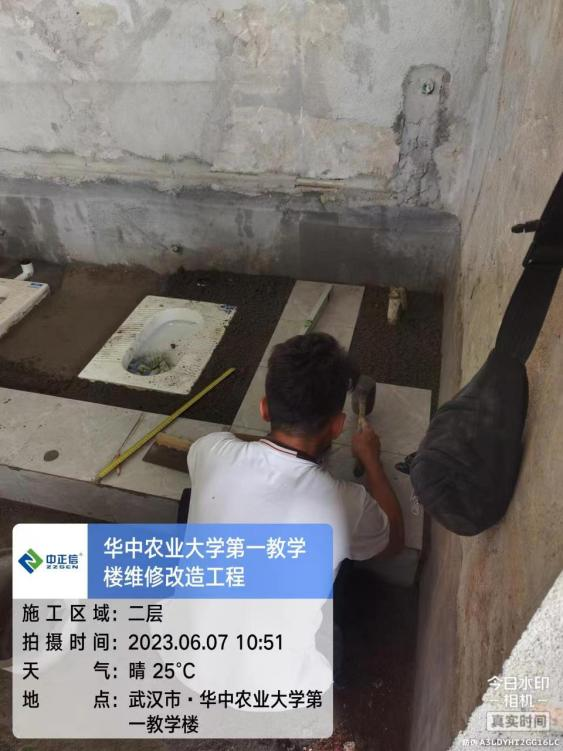 中正信®
ZZGEN
华中农业大学第一教学
楼维修改造工程
施工区域：二层
拍摄时间：2023.06.07 10:51
天气：晴 25℃
地点：武汉市·华中农业大学第
一教学楼
今日水印
相机
真实时间
防伪 A3LDYHI2GG16LC